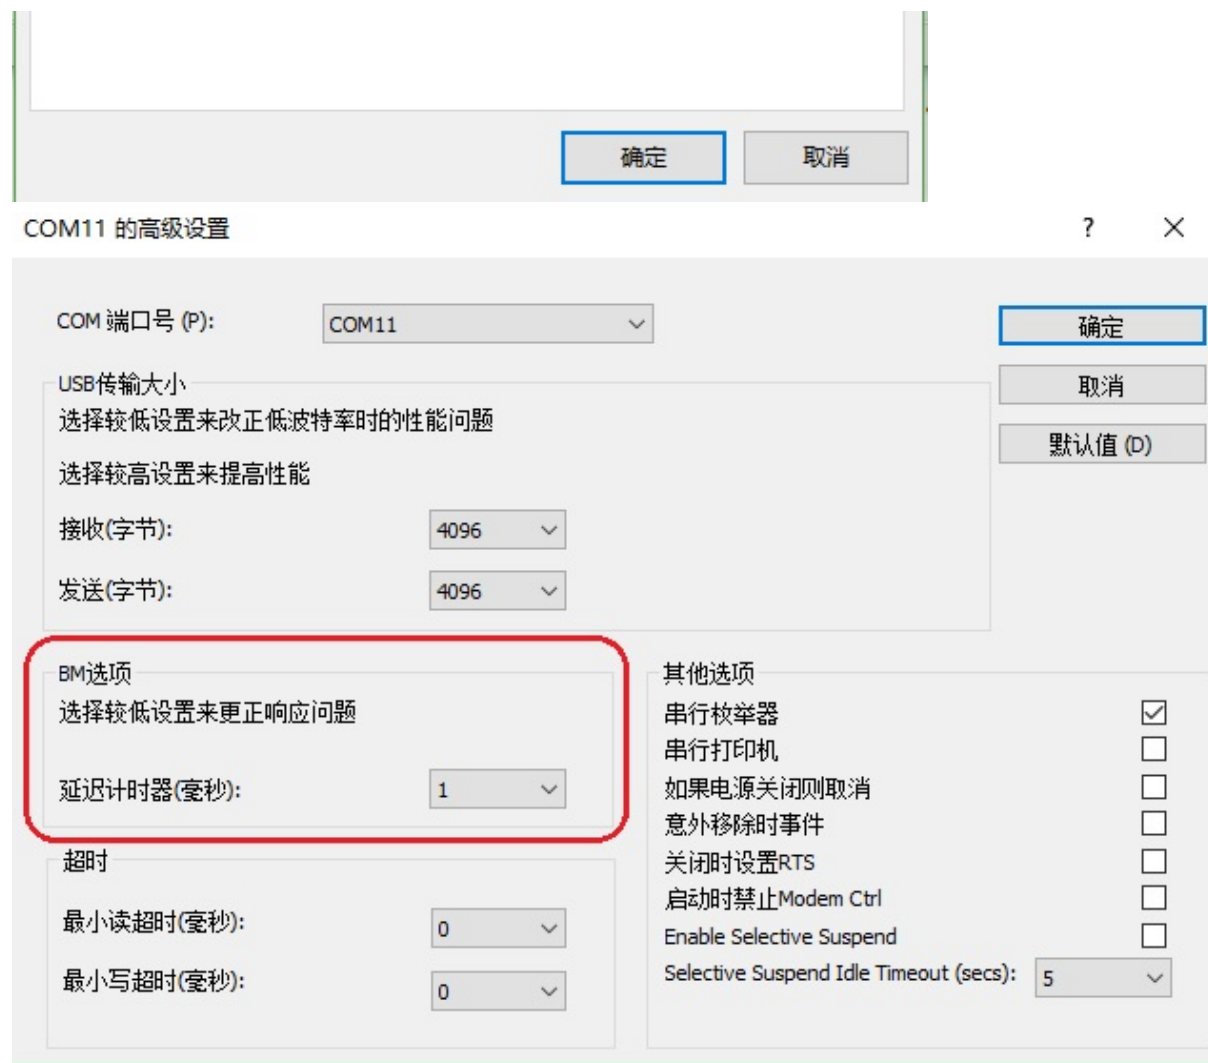 确定
取消
COM11 的高级设置
?
COM 端口号 (P):
COM11
确定
取消
默认值 (D)
USB传输大小
选择较低设置来改正低波特率时的性能问题
选择较高设置来提高性能
接收(字节):
4096
发送(字节):
4096
BM选项
选择较低设置来更正响应问题
延迟计时器(毫秒):
1
超时
最小读超时(毫秒):
0
最小写超时(毫秒):
0
其他选项
串行枚举器
串行打印机
如果电源关闭则取消
意外移除时事件
关闭时设置RTS
启动时禁止Modem Ctrl
Enable Selective Suspend
Selective Suspend Idle Timeout (secs):
5